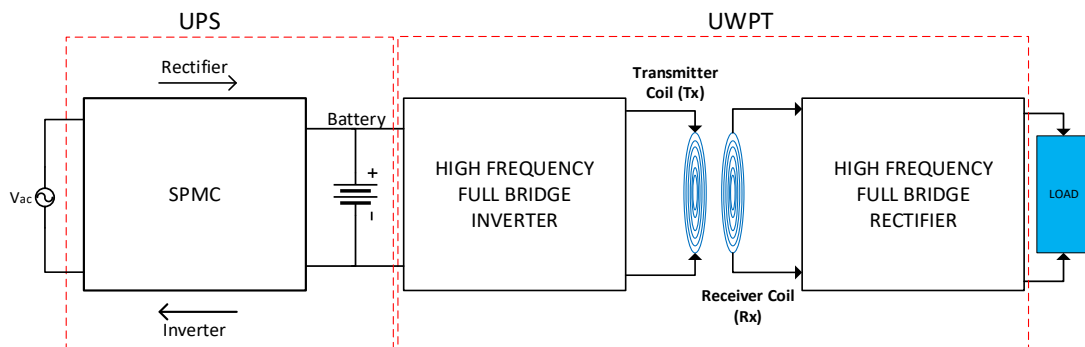 UPS
UWPT
Rectifier
Transmitter
Coil (Tx)
Battery
Vac
SPMC
+
−
HIGH FREQUENCY
FULL BRIDGE
INVERTER
HIGH FREQUENCY
FULL BRIDGE
RECTIFIER
LOAD
Receiver Coil
(Rx)
Inverter